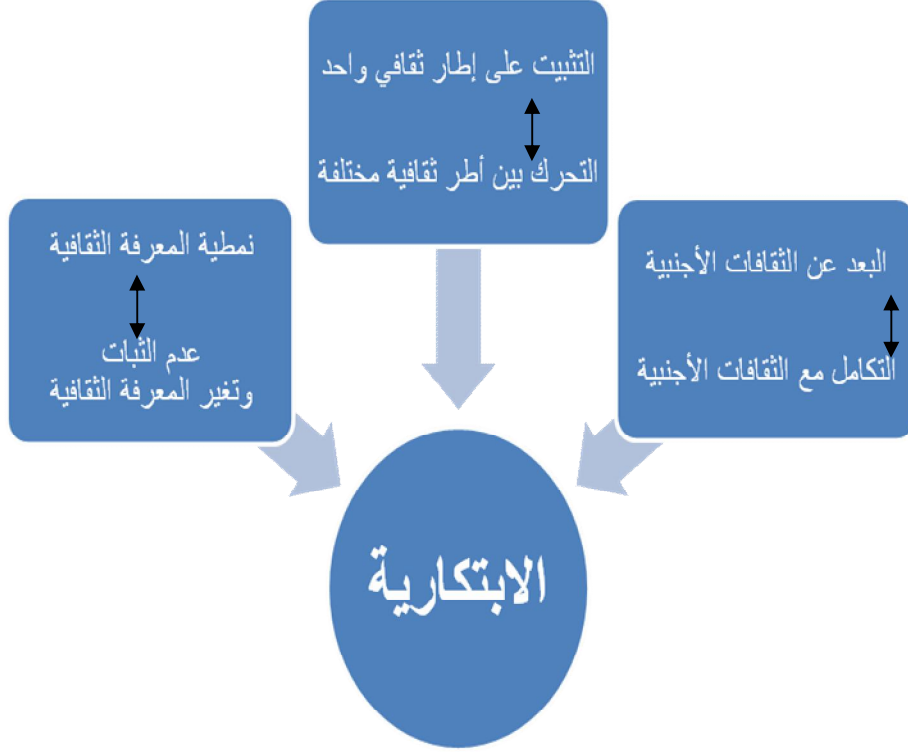 التثبيت على إطار ثقافي واحد
التحرك بين أطر ثقافية مختلفة
البعد عن الثقافات الأجنبية
التكامل مع الثقافات الأجنبية
نمطية المعرفة الثقافية
عدم الثبات
وتغير المعرفة الثقافية
الابتكارية